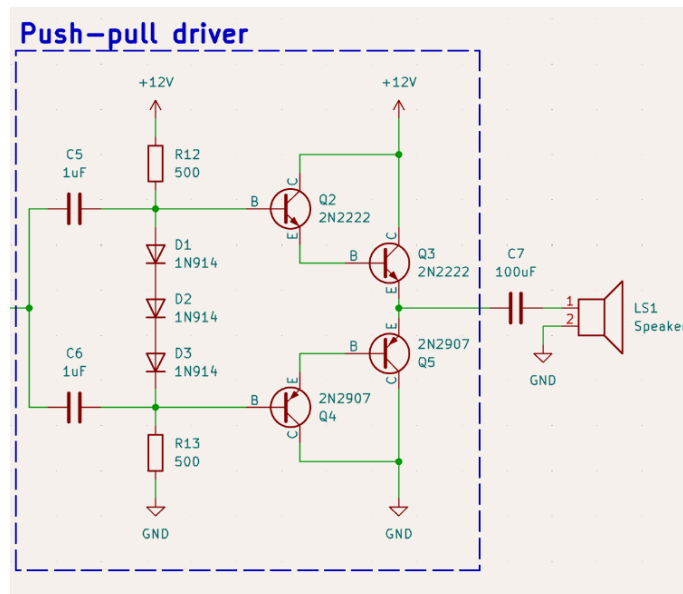 Push-pull driver
+12V
+12V
C5
1uF
R12
500
C
B
Q2
2N2222
E
D1
1N914
C
B
Q3
2N2222
E
C7
100uF
D2
1N914
1
2
LS1
Speake
GND
D3
1N914
E
B
2N2907
Q5
C
C6
1uF
E
B
2N2907
Q4
C
R13
500
GND
GND